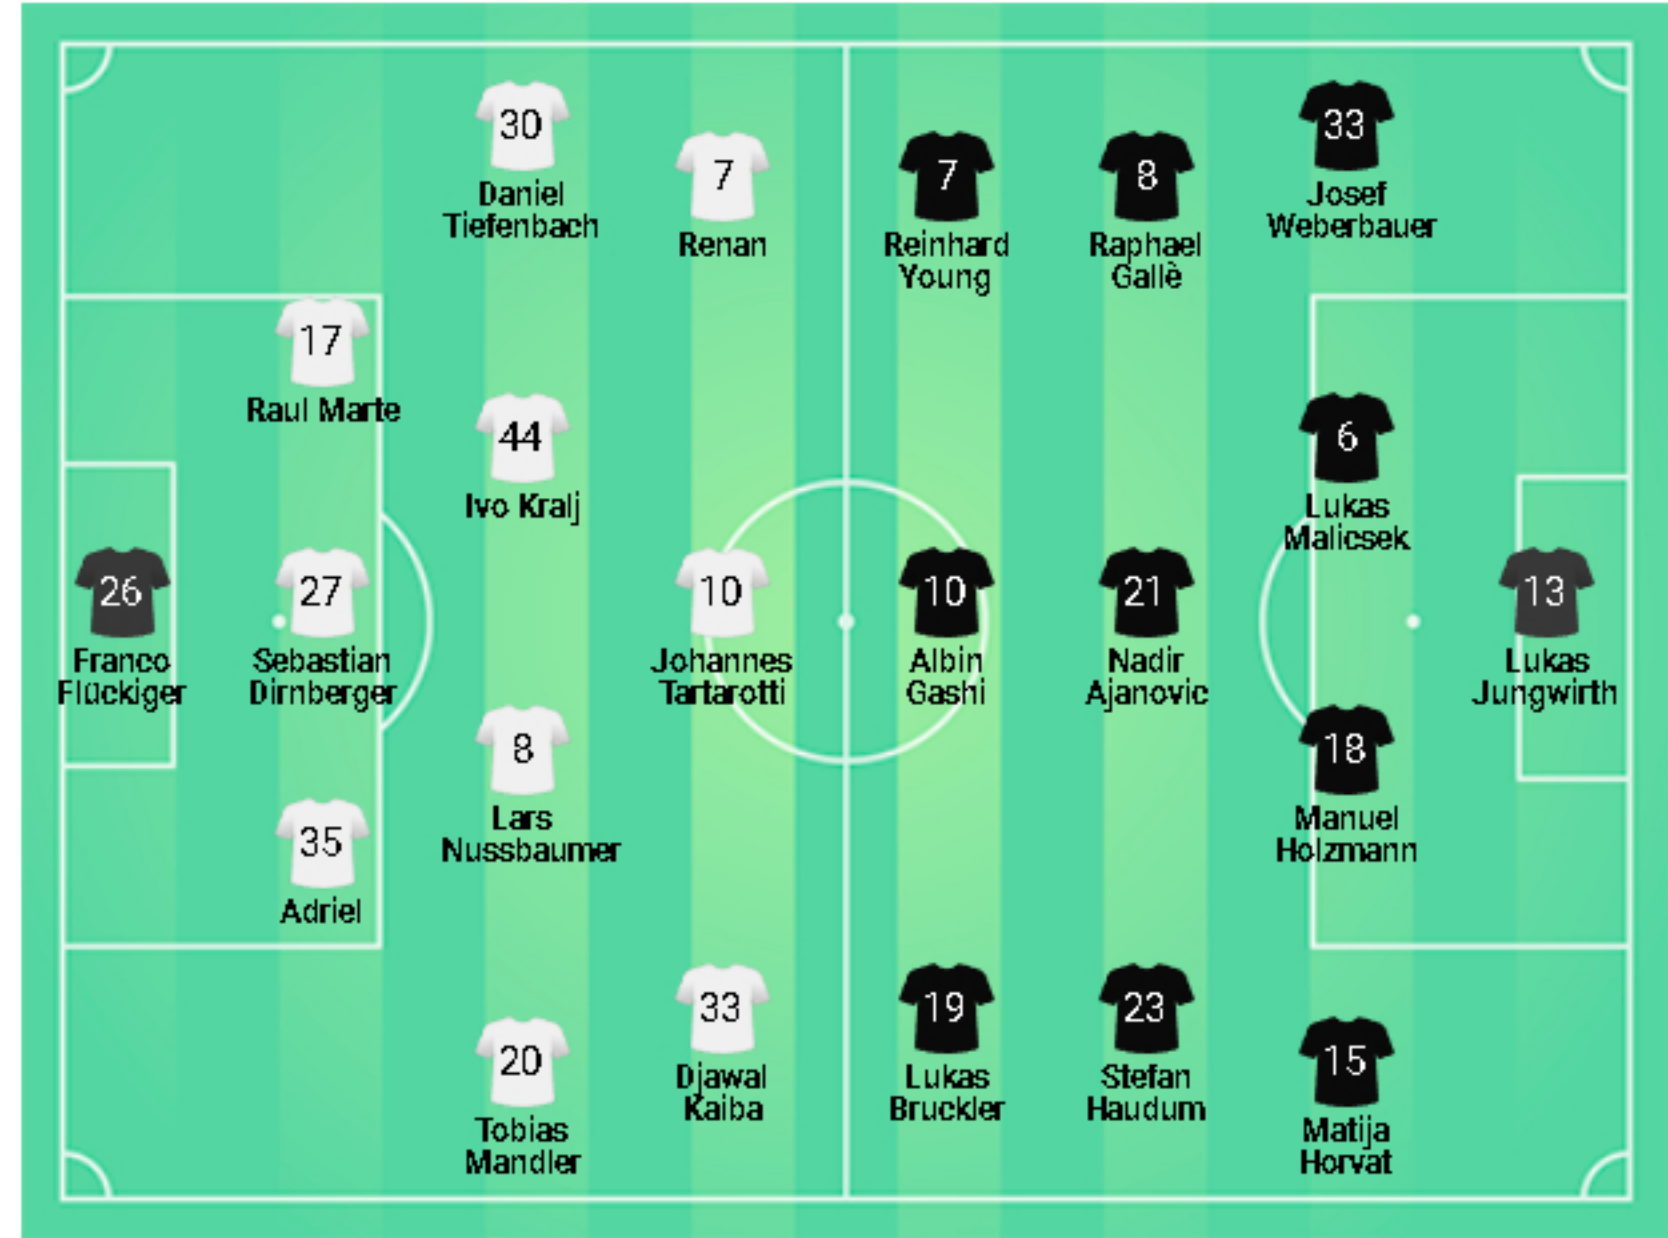 26
Franco
Flückiger
17
Raul Marte
27
Sebastian
Dirnberger
35
Adriel
30
Daniel
Tiefenbach
44
Ivo Kralj
8
Lars
Nussbaumer
20
Tobias
Mandler
7
Renan
10
Johannes
Tartarotti
33
Djawal
Kaiba
7
Reinhard
Young
10
Albin
Gashi
19
Lukas
Bruckler
8
Raphael
Gallè
21
Nadir
Ajanovic
23
Stefan
Haudum
33
Josef
Weberbauer
6
Lukas
Malicsek
18
Manuel
Holzmann
15
Matija
Horvat
13
Lukas
Jungwirth